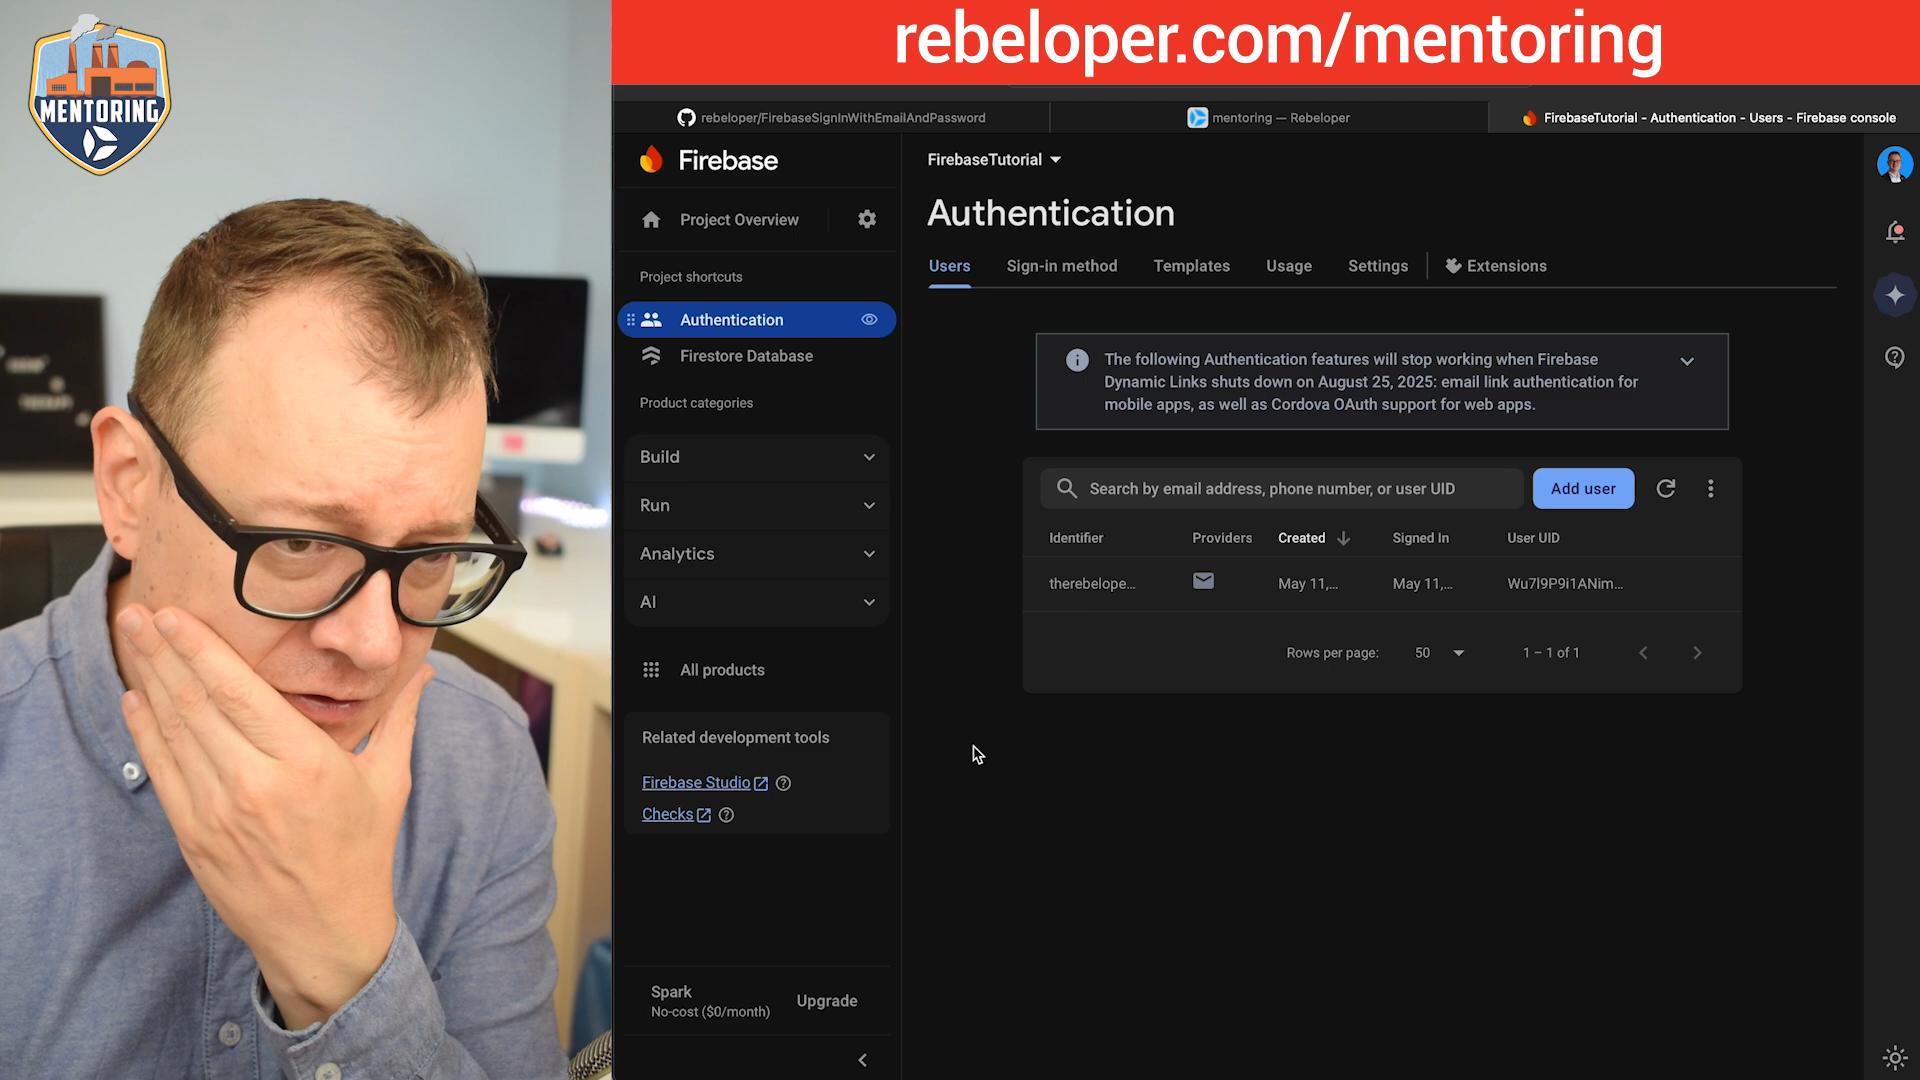 MENTORING
rebeloper.com/mentoring
rebeloper/FirebaseSignInWithEmailAndPassword
mentoring — Rebeloper
FirebaseTutorial - Authentication - Users - Firebase console
Firebase
Project Overview
Project shortcuts
Authentication
Firestore Database
Product categories
Build
Run
Analytics
AI
All products
Related development tools
Firebase Studio
Checks
Spark
No-cost ($0/month)
Upgrade
FirebaseTutorial
Authentication
Users Sign-in method Templates Usage Settings Extensions
The following Authentication features will stop working when Firebase
Dynamic Links shuts down on August 25, 2025: email link authentication for
mobile apps, as well as Cordova OAuth support for web apps.
Search by email address, phone number, or user UID
Add user
Identifier Providers Created Signed In User UID
therebelope... May 11,... May 11,... Wu7l9P9i1ANim...
Rows per page: 50 1 – 1 of 1